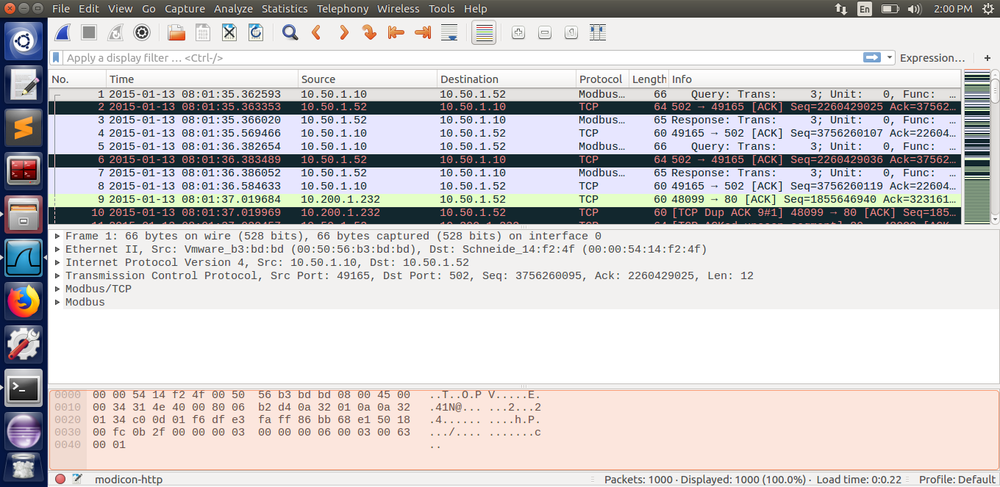 File Edit View Go Capture Analyze Statistics Telephony Wireless Tools Help En 2:00 PM
Apply a display filter … <Ctrl-/> Expression… +
No. Time Source Destination Protocol Length Info
1 2015-01-13 08:01:35.362593 10.50.1.10 10.50.1.52 Modbus… 66 Query: Trans: 3; Unit: 0, Func: …
2 2015-01-13 08:01:35.363353 10.50.1.52 10.50.1.10 TCP 64 502 → 49165 [ACK] Seq=2260429025 Ack=37562…
3 2015-01-13 08:01:35.366020 10.50.1.52 10.50.1.10 Modbus… 65 Response: Trans: 3; Unit: 0, Func: …
4 2015-01-13 08:01:35.569466 10.50.1.10 10.50.1.52 TCP 60 49165 → 502 [ACK] Seq=3756260107 Ack=22604…
5 2015-01-13 08:01:36.382654 10.50.1.10 10.50.1.52 Modbus… 66 Query: Trans: 3; Unit: 0, Func: …
6 2015-01-13 08:01:36.383489 10.50.1.52 10.50.1.10 TCP 64 502 → 49165 [ACK] Seq=2260429036 Ack=37562…
7 2015-01-13 08:01:36.386052 10.50.1.52 10.50.1.10 Modbus… 65 Response: Trans: 3; Unit: 0, Func: …
8 2015-01-13 08:01:36.584633 10.50.1.10 10.50.1.52 TCP 60 49165 → 502 [ACK] Seq=3756260119 Ack=22604…
9 2015-01-13 08:01:37.019684 10.200.1.232 10.50.1.52 TCP 60 48099 → 80 [ACK] Seq=1855646940 Ack=323161…
10 2015-01-13 08:01:37.019969 10.200.1.232 10.50.1.52 TCP 60 [TCP Dup ACK 9#1] 48099 → 80 [ACK] Seq=185…
Frame 1: 66 bytes on wire (528 bits), 66 bytes captured (528 bits) on interface 0
Ethernet II, Src: Vmware_b3:bd:bd (00:50:56:b3:bd:bd), Dst: Schneide_14:f2:4f (00:00:54:14:f2:4f)
Internet Protocol Version 4, Src: 10.50.1.10, Dst: 10.50.1.52
Transmission Control Protocol, Src Port: 49165, Dst Port: 502, Seq: 3756260095, Ack: 2260429025, Len: 12
Modbus/TCP
Modbus
0000 00 00 54 14 f2 4f 00 50 56 b3 bd bd 08 00 45 00 ..T..O.P V.....E.
0010 00 34 31 4e 40 00 80 06 b2 d4 0a 32 01 0a 0a 32 .41N@... ...2...2
0020 01 34 c0 0d 01 f6 df e3 fa ff 86 bb 68 e1 50 18 .4...... ....h.P.
0030 00 fc 0b 2f 00 00 00 03 00 00 00 06 00 03 00 63 .../.... .......c
0040 00 01 ..
modicon-http Packets: 1000 · Displayed: 1000 (100.0%) · Load time: 0:0.22 Profile: Default